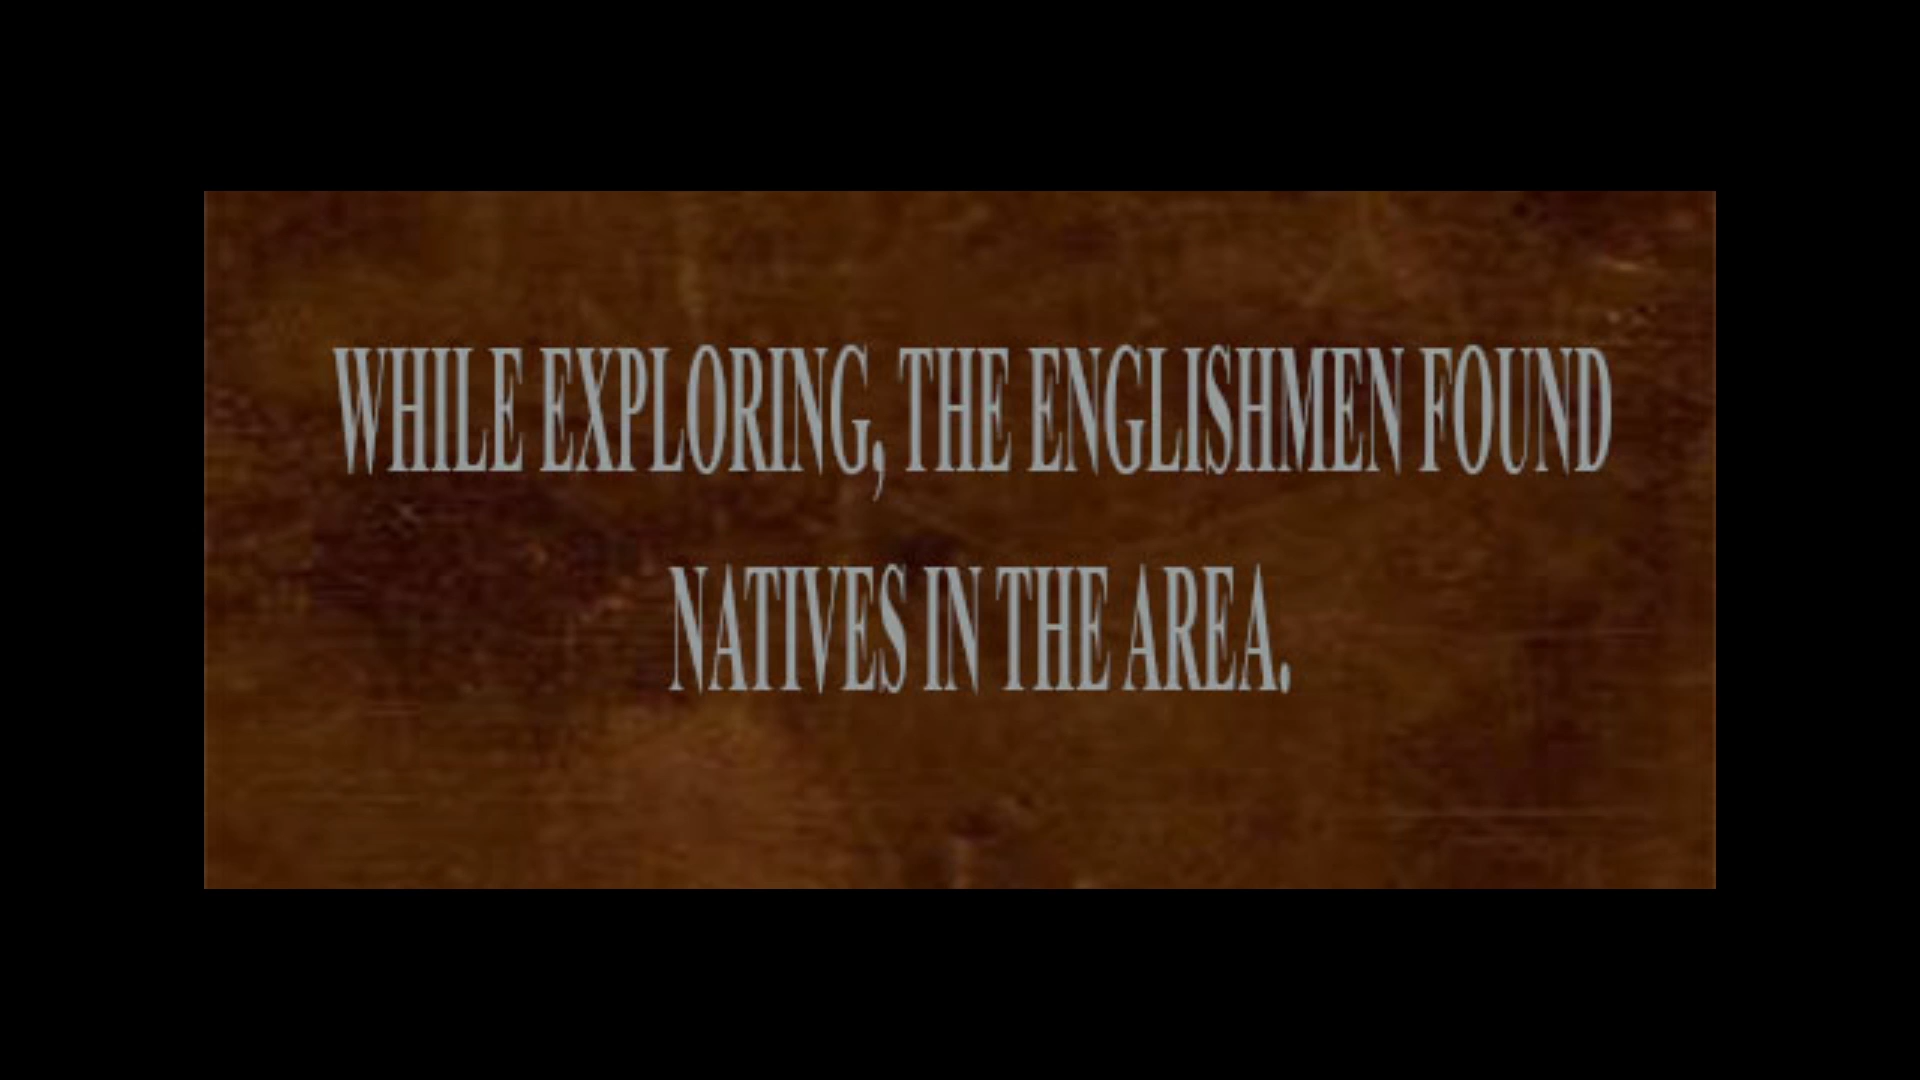 WHILE EXPLORING, THE ENGLISHMEN FOUND
NATIVES IN THE AREA.